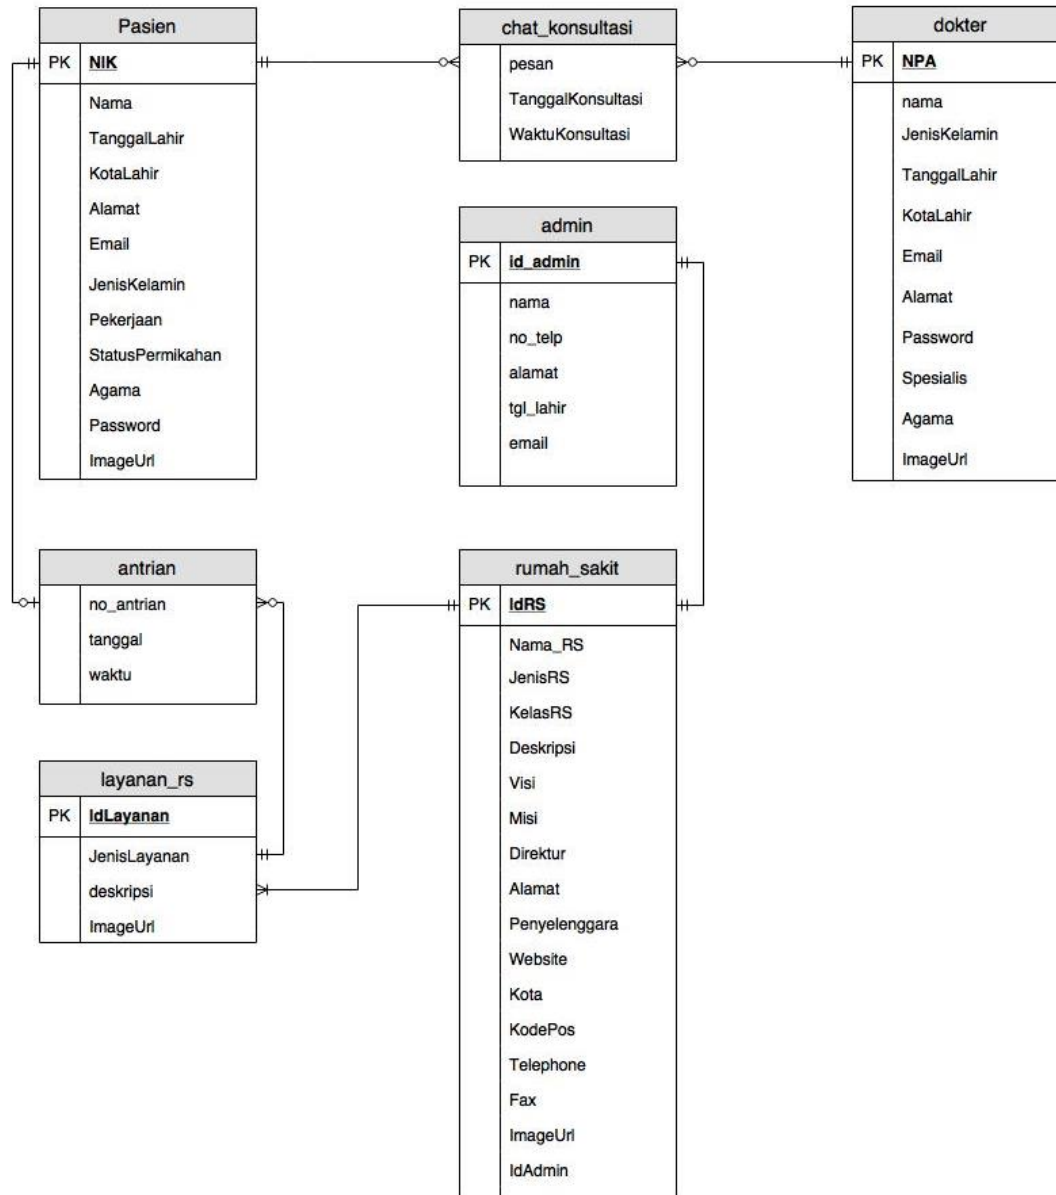 Pasien
PK NIK
Nama
TanggalLahir
KotaLahir
Alamat
Email
JenisKelamin
Pekerjaan
StatusPermikahan
Agama
Password
ImageUrl
chat_konsultasi
pesan
TanggalKonsultasi
WaktuKonsultasi
dokter
PK NPA
nama
JenisKelamin
TanggalLahir
KotaLahir
Email
Alamat
Password
Spesialis
Agama
ImageUrl
admin
PK id_admin
nama
no_telp
alamat
tgl_lahir
email
antrian
no_antrian
tanggal
waktu
rumah_sakit
PK IdRS
Nama_RS
JenisRS
KelasRS
Deskripsi
Visi
Misi
Direktur
Alamat
Penyelenggara
Website
Kota
KodePos
Telephone
Fax
ImageUrl
IdAdmin
layanan_rs
PK IdLayanan
JenisLayanan
deskripsi
ImageUrl